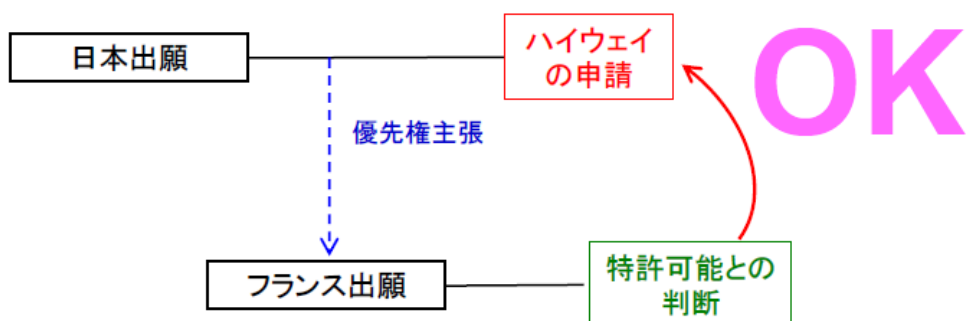 日本出願
ハイウェイ
の申請
OK
優先権主張
フランス出願
特許可能との
判断